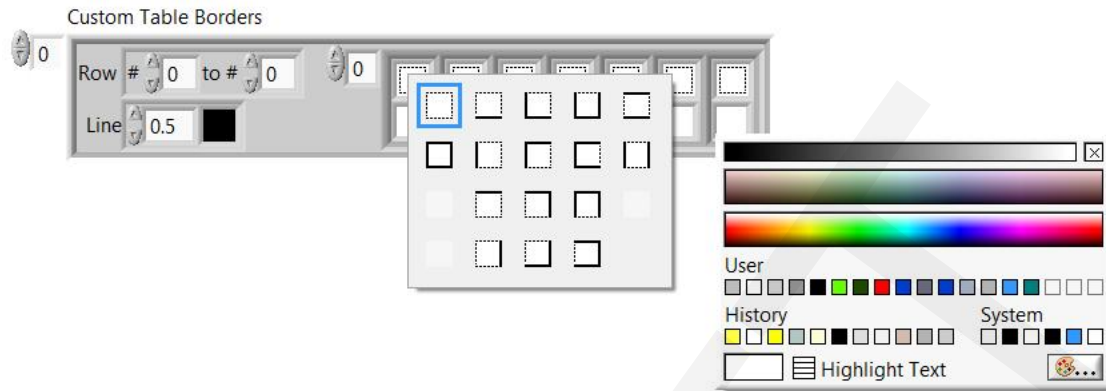 Custom Table Borders
0
Row # 0 to # 0 0
Line 0.5
User
History System
Highlight Text ...